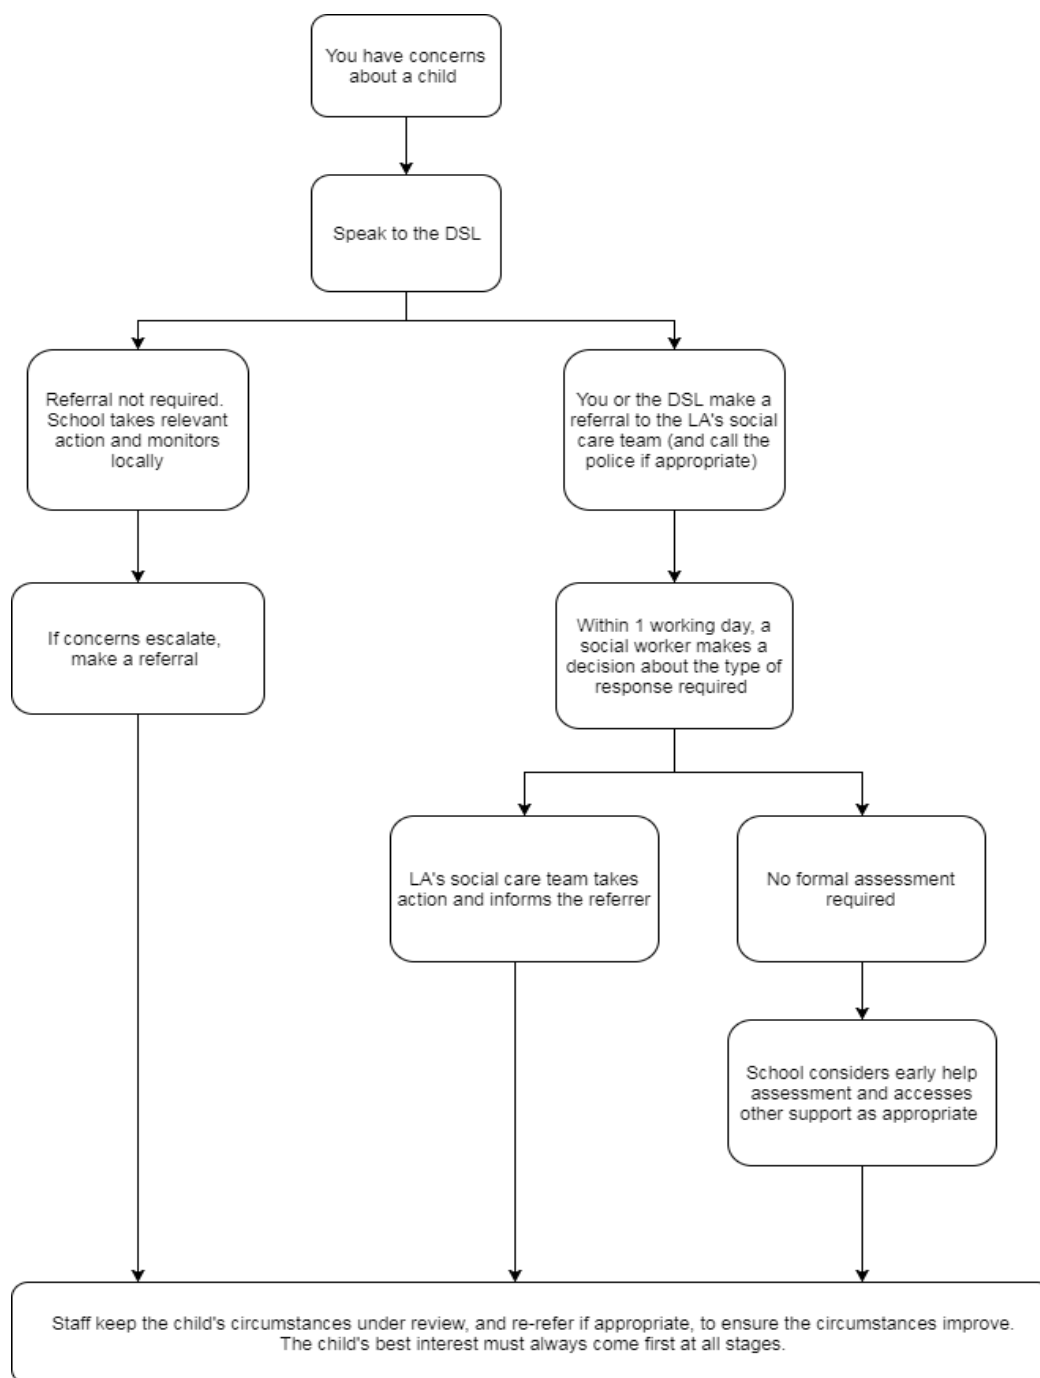 You have concerns
about a child
Speak to the DSL
Referral not required.
School takes relevant
action and monitors
locally
You or the DSL make a
referral to the LA's social
care team (and call the
police if appropriate)
If concerns escalate,
make a referral
Within 1 working day, a
social worker makes a
decision about the type of
response required
LA's social care team takes
action and informs the referrer
No formal assessment
required
School considers early help
assessment and accesses
other support as appropriate
Staff keep the child's circumstances under review, and re-refer if appropriate, to ensure the circumstances improve.
The child's best interest must always come first at all stages.